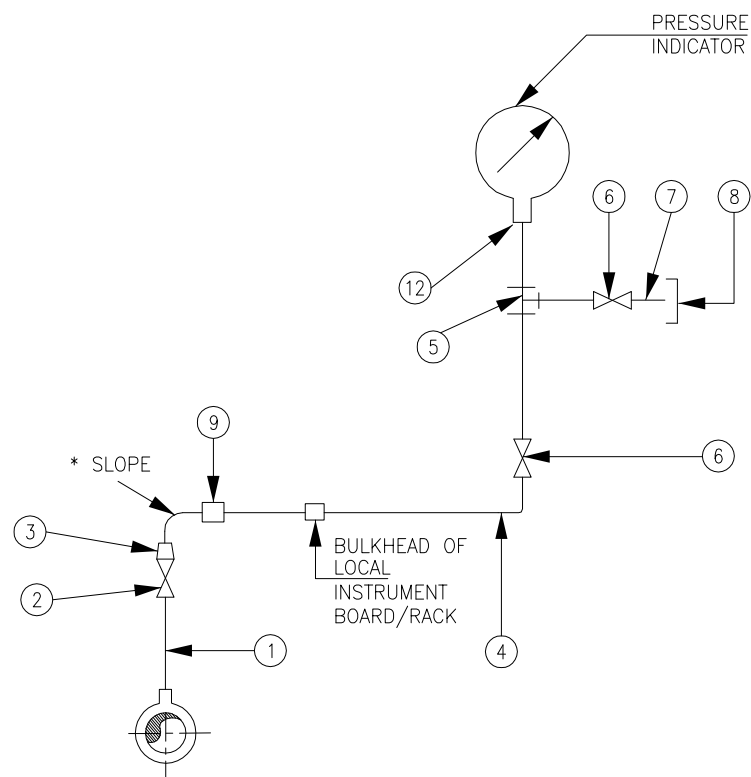 PRESSURE
INDICATOR
6
7
8
12
5
9
6
* SLOPE
3
BULKHEAD OF
LOCAL
INSTRUMENT
BOARD/RACK
2
4
1